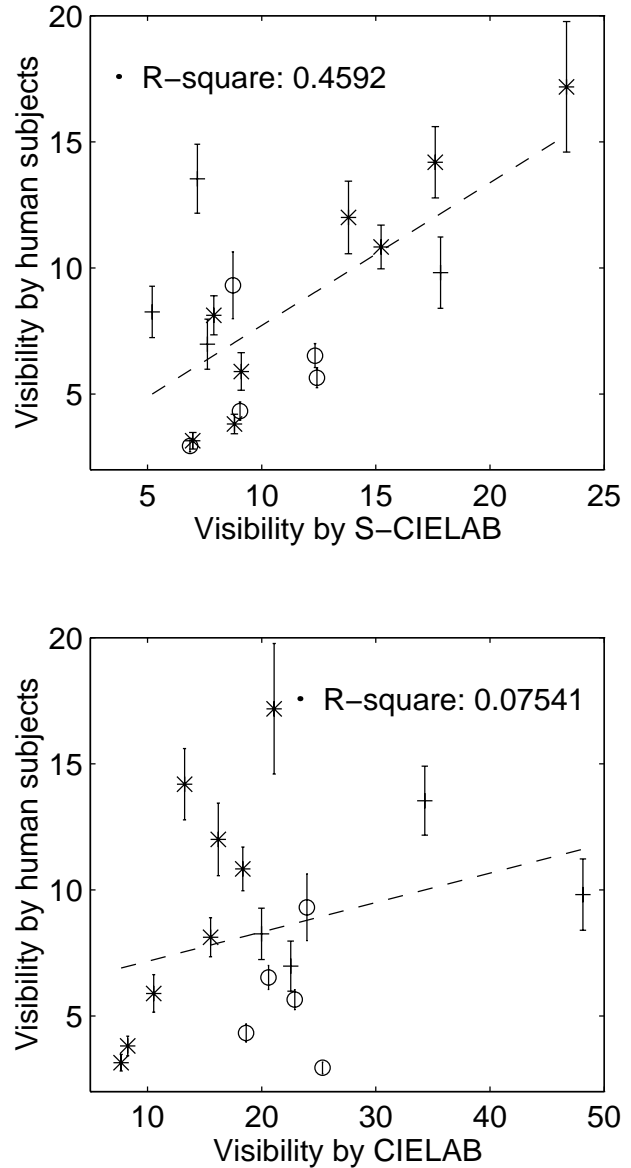 20
15
10
5
Visibility by human subjects
· R−square: 0.4592
5 10 15 20 25
Visibility by S−CIELAB
20
15
10
5
Visibility by human subjects
· R−square: 0.07541
10 20 30 40 50
Visibility by CIELAB